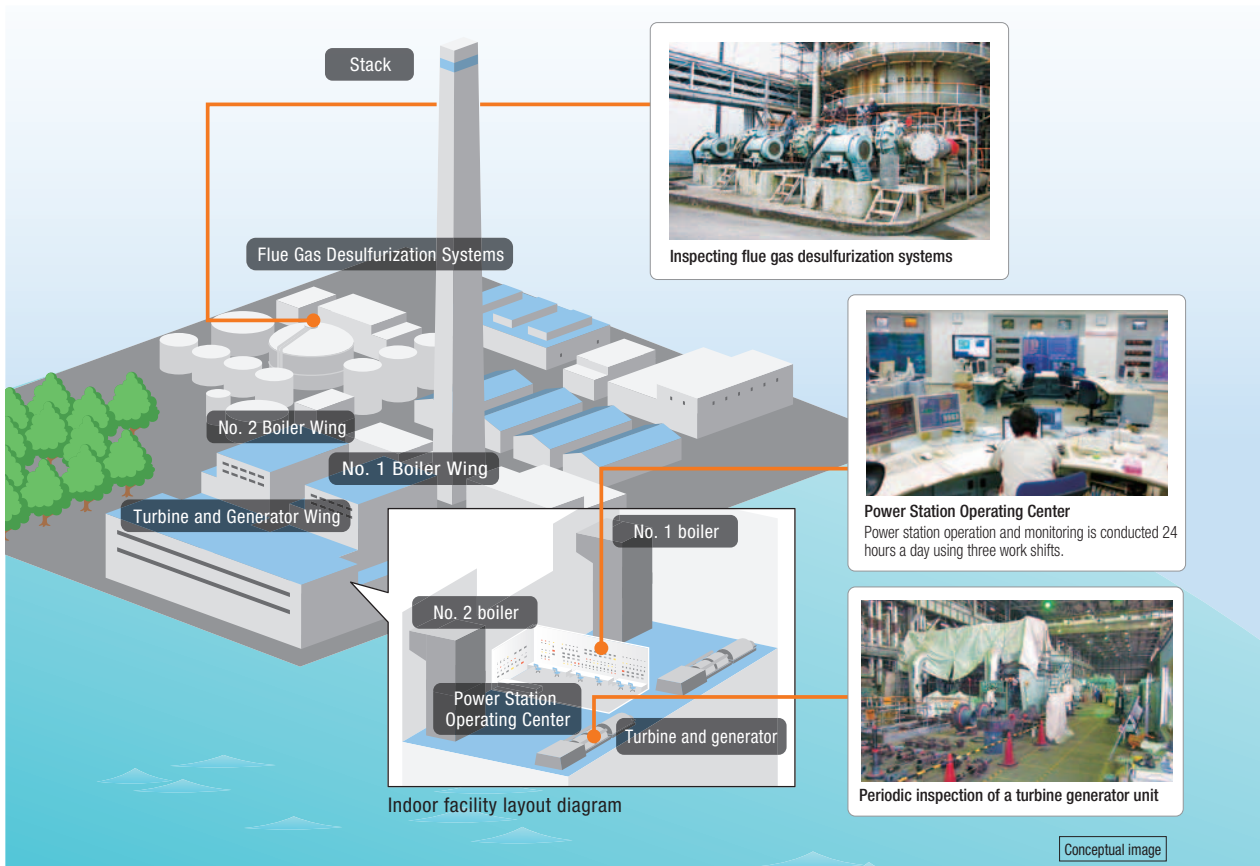 Stack
Inspecting flue gas desulfurization systems
Flue Gas Desulfurization Systems
No. 2 Boiler Wing
No. 1 Boiler Wing
Turbine and Generator Wing
Power Station Operating Center
Power station operation and monitoring is conducted 24
hours a day using three work shifts.
No. 1 boiler
No. 2 boiler
Power Station
Operating Center
Turbine and generator
Indoor facility layout diagram
Periodic inspection of a turbine generator unit
Conceptual image